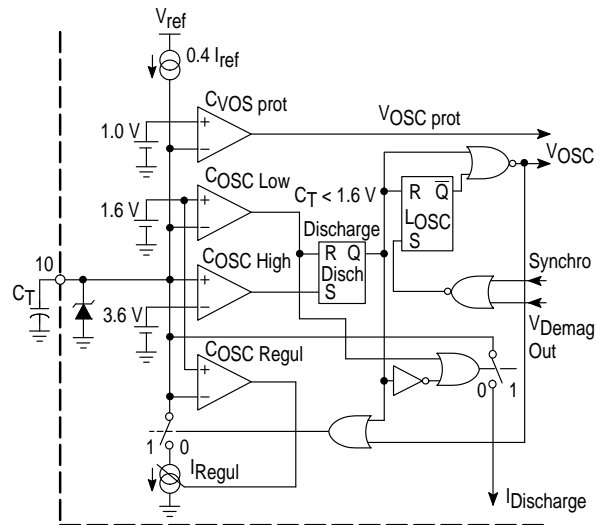 Vref
0.4 Iref
CVOS prot
1.0 V
VOSC prot
VOSC
COSC Low
CT < 1.6 V
R Q
LOSC
S
1.6 V
Discharge
R Q
Disch
S
10
COSC High
Synchro
CT
3.6 V
VDemag
Out
COSC Regul
0 1
1 0
IRegul
IDischarge